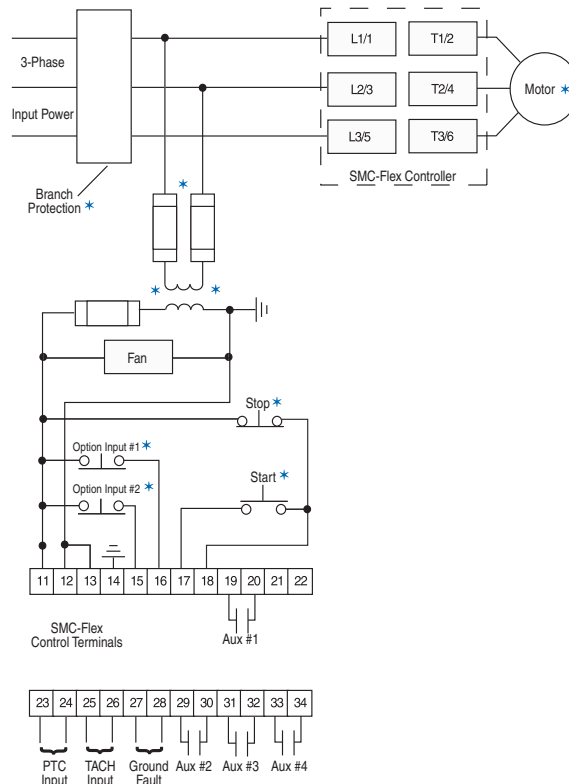 3-Phase
Input Power
Branch
Protection *
L1/1
T1/2
L2/3
T2/4
L3/5
T3/6
SMC-Flex Controller
Motor *
*
* *
Fan
Stop *
Option Input #1 *
Option Input #2 *
Start *
11 12 13 14 15 16 17 18 19 20 21 22
SMC-Flex
Control Terminals
Aux #1
23 24 25 26 27 28 29 30 31 32 33 34
PTC
Input
TACH
Input
Ground
Fault
Aux #2
Aux #3
Aux #4